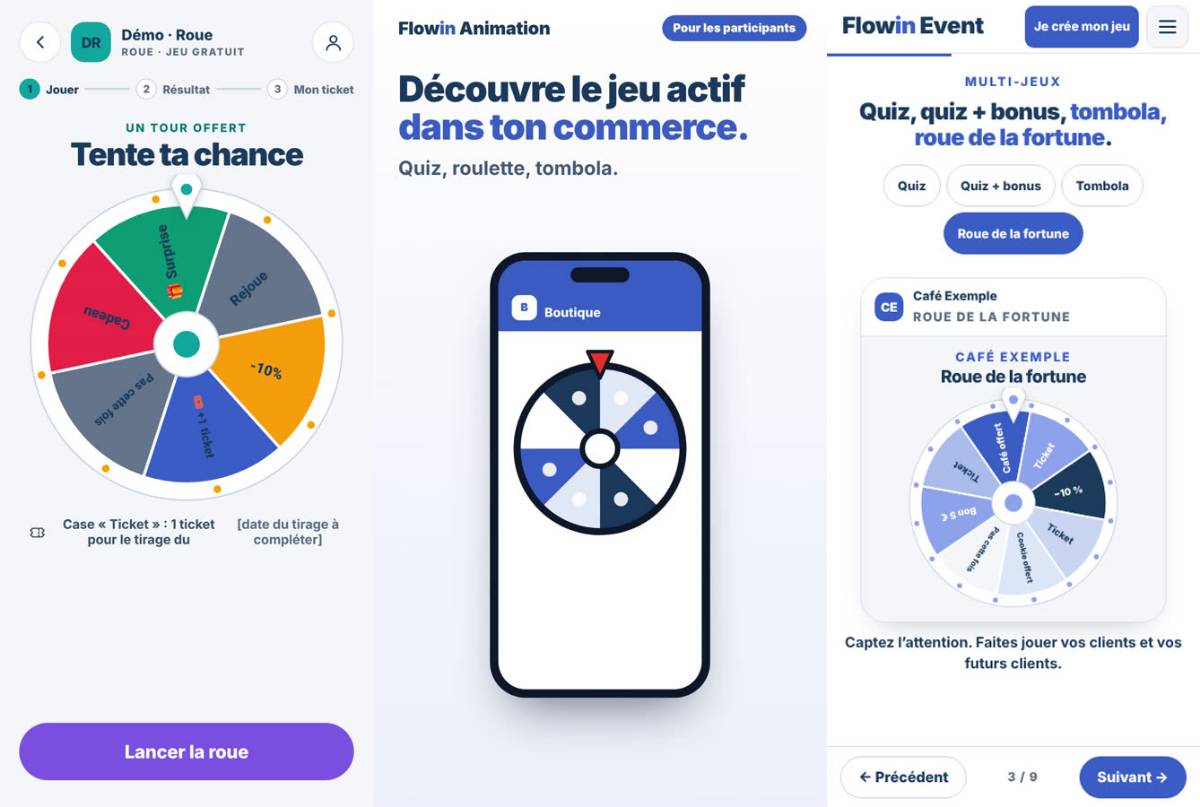 DR
Démo · Roue
ROUE · JEU GRATUIT
1 Jouer
2 Résultat
3 Mon ticket
UN TOUR OFFERT
Tente ta chance
Surprise
Rejoue
-10%
+1 ticket
Pas cette fois
Cadeau
Case « Ticket » : 1 ticket
pour le tirage du
[date du tirage à
compléter]
Lancer la roue
Flowin Animation
Pour les participants
Découvre le jeu actif
dans ton commerce.
Quiz, roulette, tombola.
B
Boutique
Flowin Event
Je crée mon jeu
MULTI-JEUX
Quiz, quiz + bonus, tombola,
roue de la fortune.
Quiz
Quiz + bonus
Tombola
Roue de la fortune
CE
Café Exemple
ROUE DE LA FORTUNE
CAFÉ EXEMPLE
Roue de la fortune
Café offert
Ticket
−10 %
Ticket
Cookie offert
Pas cette fois
Bon 5 €
Ticket
Captez l’attention. Faites jouer vos clients et vos
futurs clients.
← Précédent
3 / 9
Suivant →